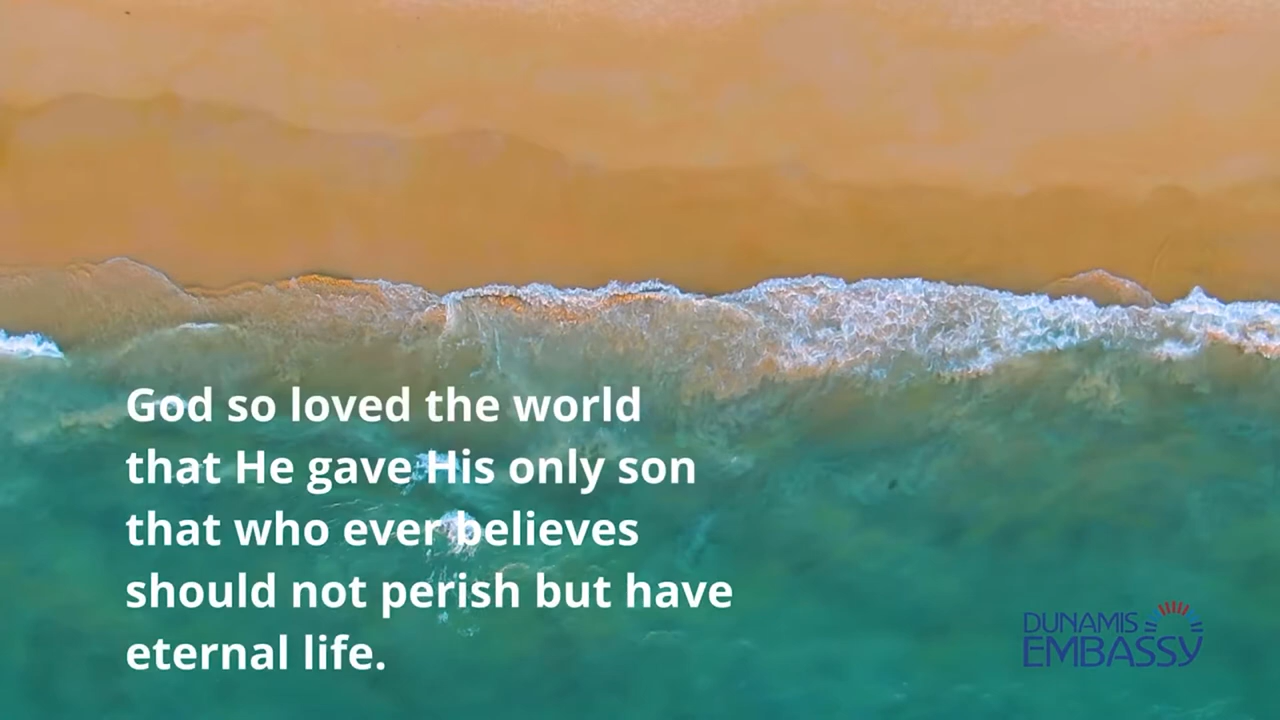 God so loved the world
that He gave His only son
that who ever believes
should not perish but have
eternal life.
DUNAMIS
EMBASSY